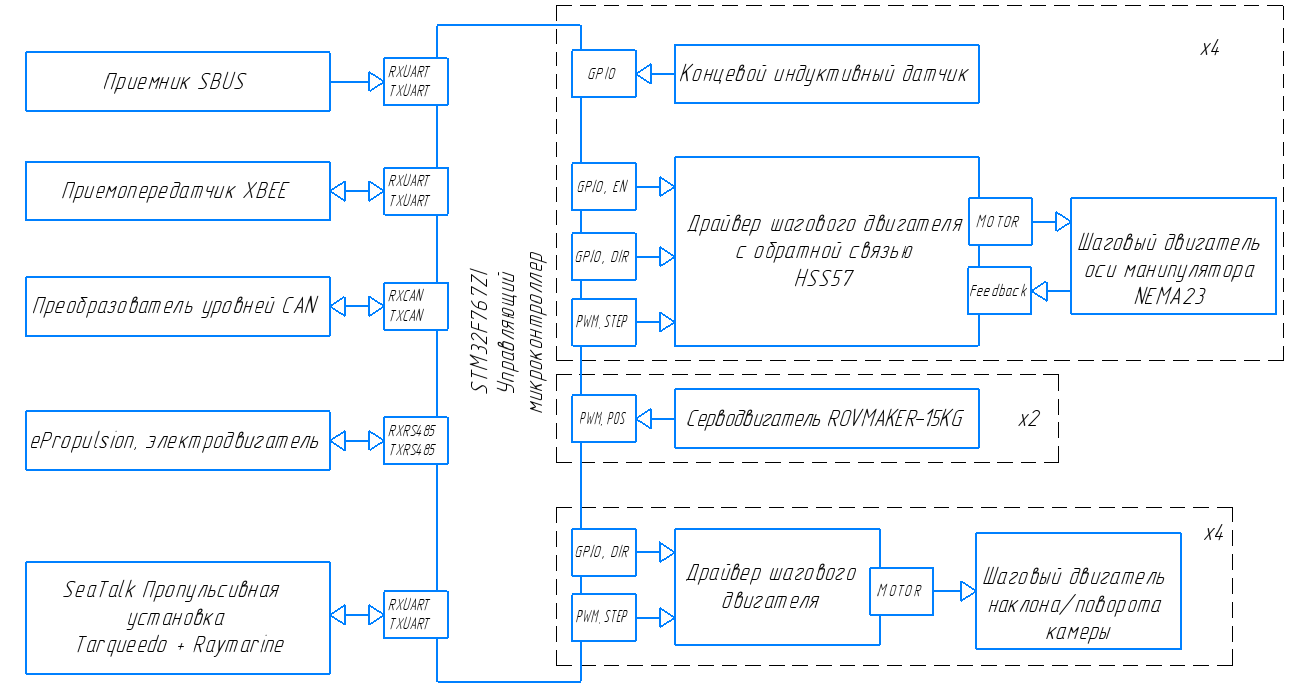 Приемник SBUS
RXUART
TXUART
Приемопередатчик XBEE
RXUART
TXUART
Преобразователь уровней CAN
RXCAN
TXCAN
ePropulsion, электродвигатель
RXRS485
TXRS485
SeaTalk Пропульсивная
установка
Tarqueedo + Raymarine
RXUART
TXUART
STM32F767ZI
Управляющий
микроконтроллер
x4
GPIO
Концевой индуктивный датчик
GPIO, EN
GPIO, DIR
PWM, STEP
Драйвер шагового двигателя
с обратной связью
HSS57
MOTOR
Feedback
Шаговый двигатель
оси манипулятора
NEMA23
PWM, POS
Серводвигатель ROVMAKER-15KG
x2
x4
GPIO, DIR
PWM, STEP
Драйвер шагового
двигателя
MOTOR
Шаговый двигатель
наклона/поворота
камеры